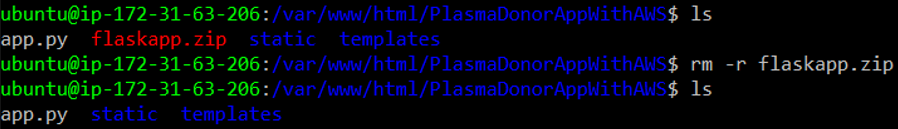 ubuntu@ip-172-31-63-206:/var/www/html/PlasmaDonorAppWithAWS$ ls
app.py  flaskapp.zip  static  templates
ubuntu@ip-172-31-63-206:/var/www/html/PlasmaDonorAppWithAWS$ rm -r flaskapp.zip
ubuntu@ip-172-31-63-206:/var/www/html/PlasmaDonorAppWithAWS$ ls
app.py  static  templates